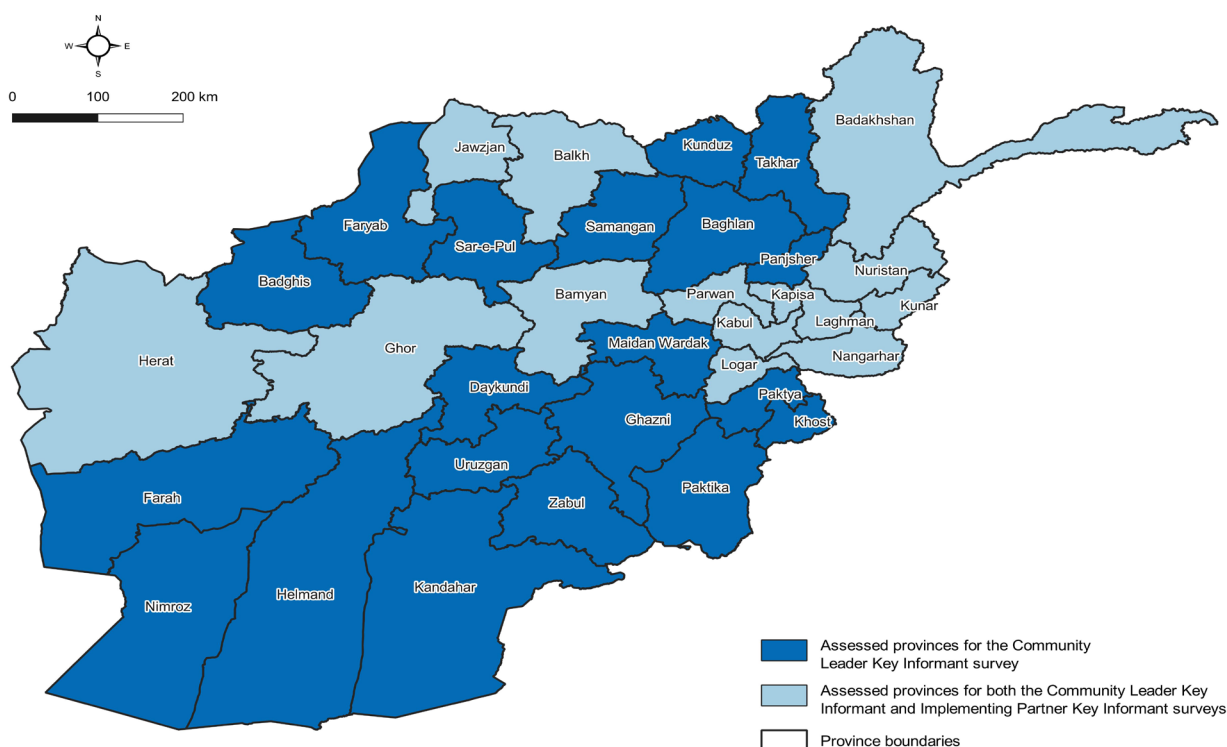 N
W E
S
0 100 200 km
Badakhshan
Jawzjan
Balkh
Kunduz
Takhar
Faryab
Samangan
Baghlan
Sar-e-Pul
Panjsher
Nuristan
Badghis
Bamyan
Parwan
Kapisa
Kunar
Kabul
Laghman
Herat
Ghor
Maidan Wardak
Nangarhar
Logar
Daykundi
Paktya
Ghazni
Khost
Uruzgan
Paktika
Farah
Zabul
Kandahar
Helmand
Nimroz
Assessed provinces for the Community
Leader Key Informant survey
Assessed provinces for both the Community Leader Key
Informant and Implementing Partner Key Informant surveys
Province boundaries